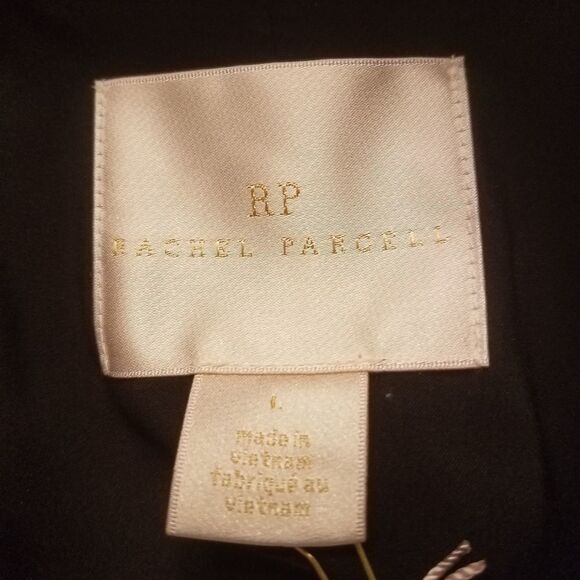 RP
RACHEL PARCELL
L
made in
vietnam
fabriqué au
vietnam